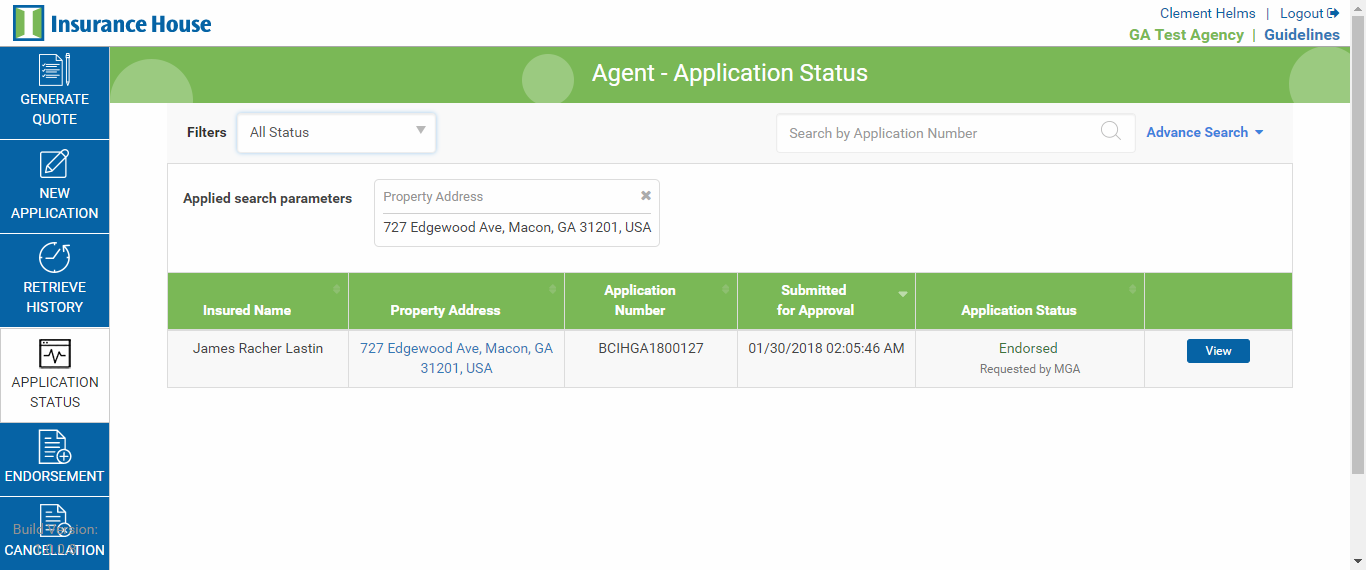 Insurance House
Clement Helms | Logout
GA Test Agency | Guidelines
GENERATE
QUOTE
NEW
APPLICATION
RETRIEVE
HISTORY
APPLICATION
STATUS
ENDORSEMENT
CANCELLATION
Build Version:
Agent - Application Status
Filters
All Status
Search by Application Number
Advance Search
Applied search parameters
Property Address
727 Edgewood Ave, Macon, GA 31201, USA
Insured Name
Property Address
Application
Number
Submitted
for Approval
Application Status
James Racher Lastin
727 Edgewood Ave, Macon, GA
31201, USA
BCIHGA1800127
01/30/2018 02:05:46 AM
Endorsed
Requested by MGA
View